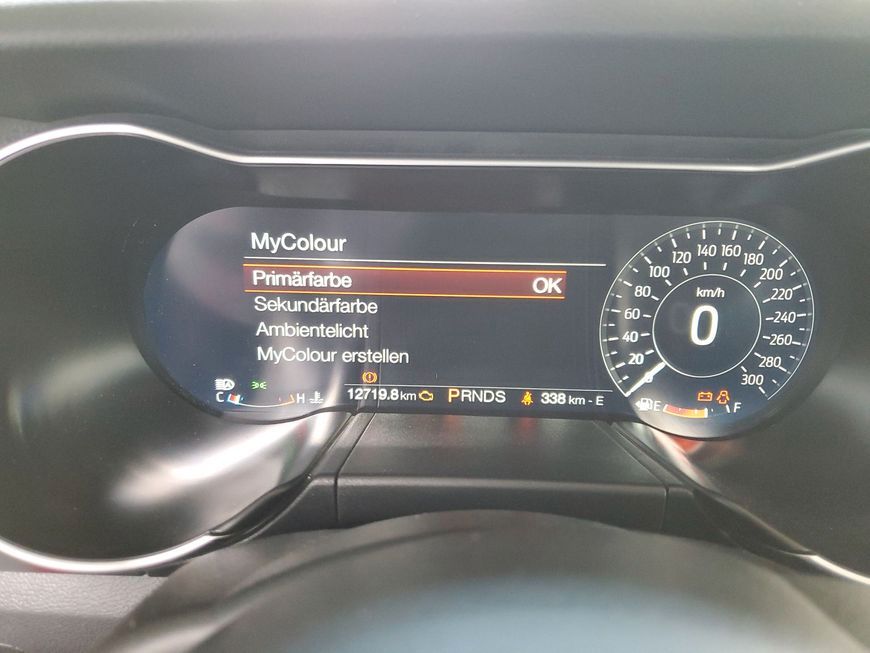 MyColour
Primärfarbe OK
Sekundärfarbe
Ambientelicht
MyColour erstellen
C H
12719.8 km PRNDS 338 km - E
0 20 40 60 80 100 120 140 160 180 200 220 240 260 280 300
km/h
0
E F